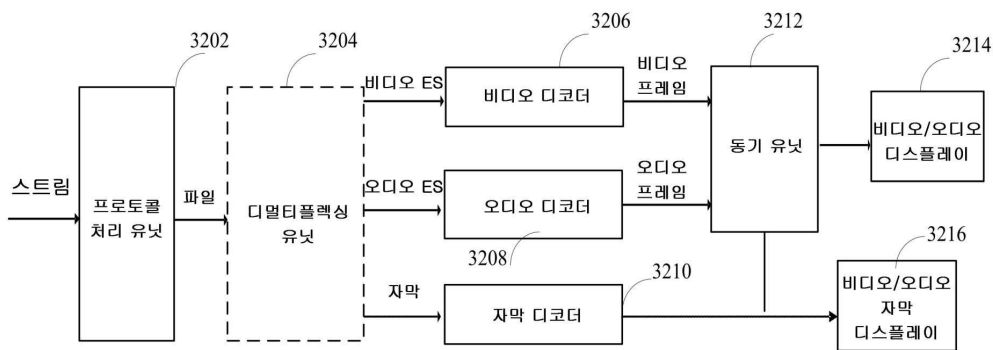 3202
3204
3206
3212
3214
스트림
프로토콜
처리 유닛
파일
디멀티플렉싱
유닛
비디오 ES
비디오 디코더
비디오
프레임
오디오 ES
오디오 디코더
오디오
프레임
3208
동기 유닛
비디오/오디오
디스플레이
자막
자막 디코더
3210
3216
비디오/오디오
자막
디스플레이